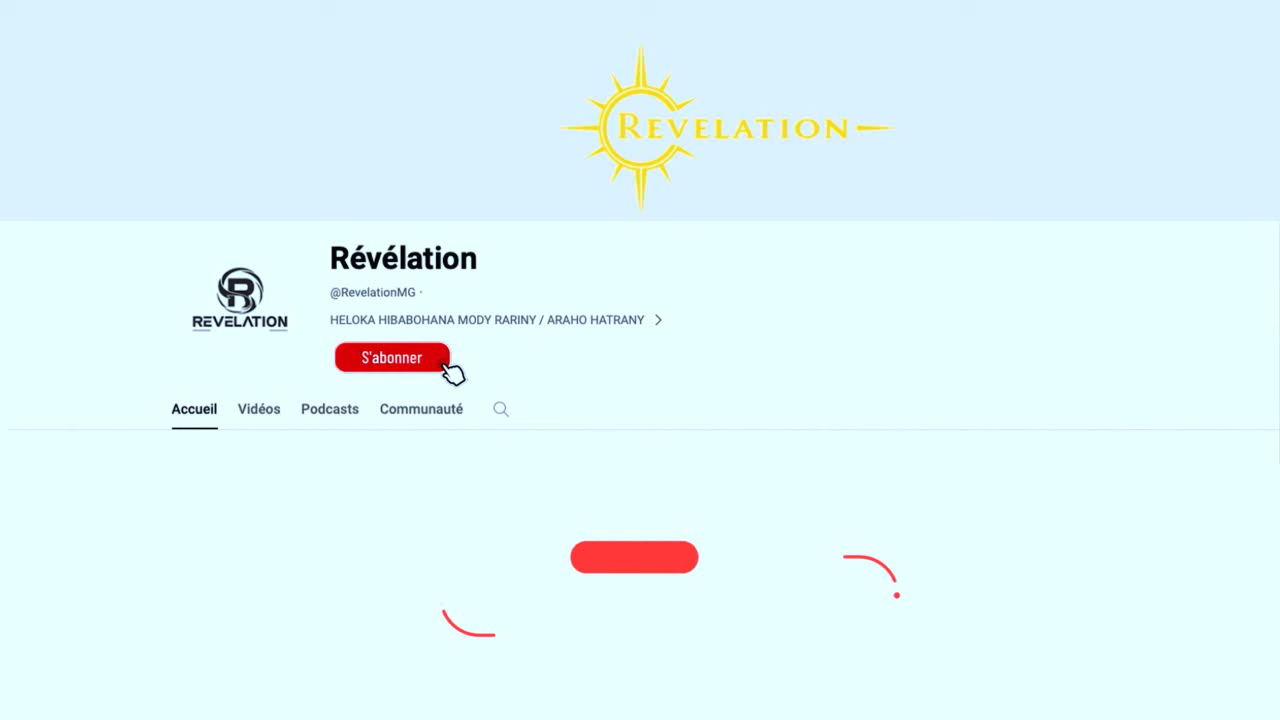 REVELATION
Révélation
REVELATION
@RevelationMG ·
HELOKA HIBABOHANA MODY RARINY / ARAHO HATRANY
S'abonner
Accueil Vidéos Podcasts Communauté